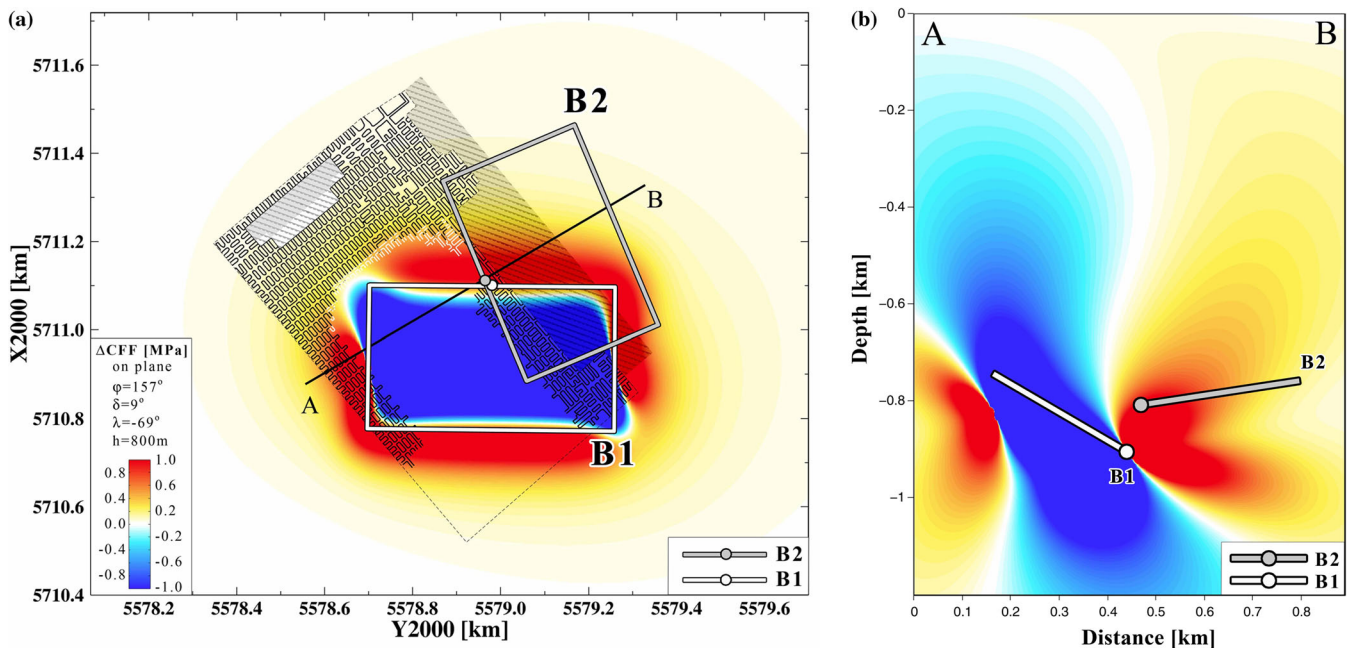 (a)
5711.6
5711.4
5711.2
5711.0
5710.8
5710.6
5710.4
X2000 [km]
B2
B
A
B1
ΔCFF [MPa]
on plane
φ=157°
δ=9°
λ=-69°
h=800m
1.0
0.8
0.6
0.4
0.2
0.0
-0.2
-0.4
-0.6
-0.8
-1.0
B2
B1
5578.2 5578.4 5578.6 5578.8 5579.0 5579.2 5579.4 5579.6
Y2000 [km]
(b)
A B
0
−0.2
−0.4
−0.6
−0.8
−1
Depth [km]
B2
B1
B2
B1
0 0.1 0.2 0.3 0.4 0.5 0.6 0.7 0.8
Distance [km]